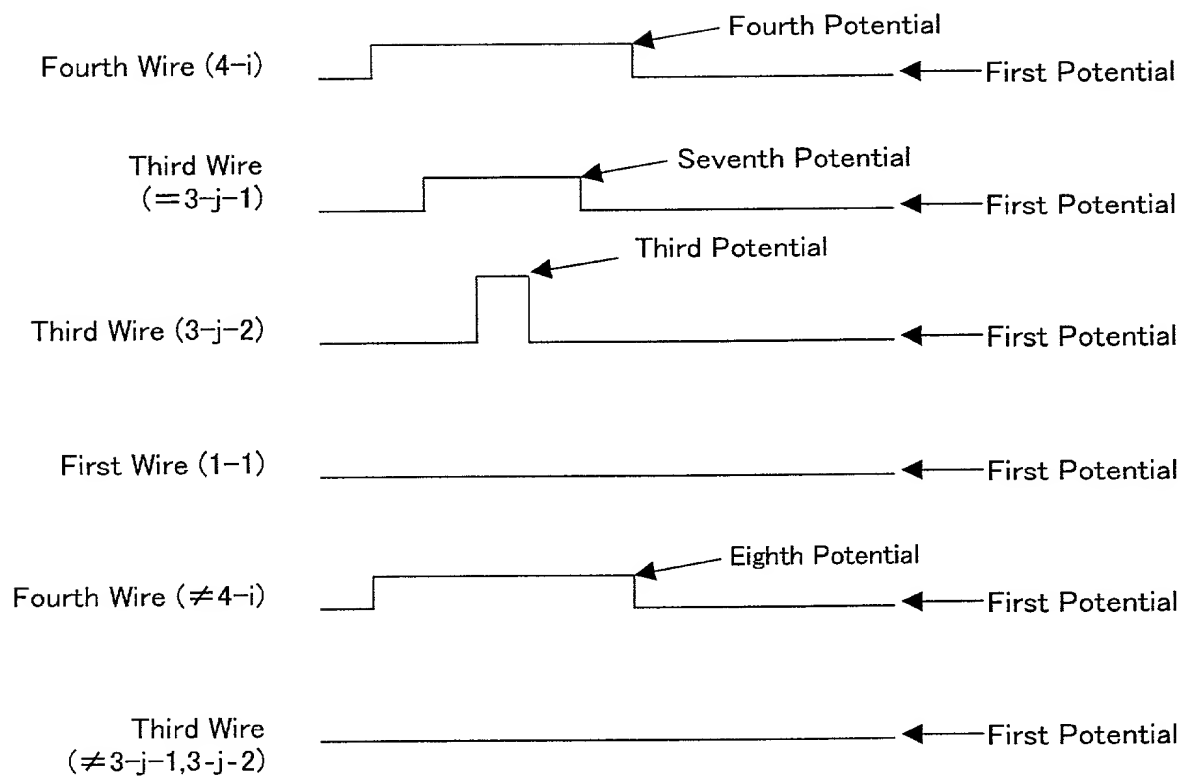 Fourth Potential
Fourth Wire (4-i)
First Potential
Seventh Potential
Third Wire
(=3-j-1)
First Potential
Third Potential
Third Wire (3-j-2)
First Potential
First Wire (1-1)
First Potential
Eighth Potential
Fourth Wire (≠4-i)
First Potential
Third Wire
(≠3-j-1,3-j-2)
First Potential